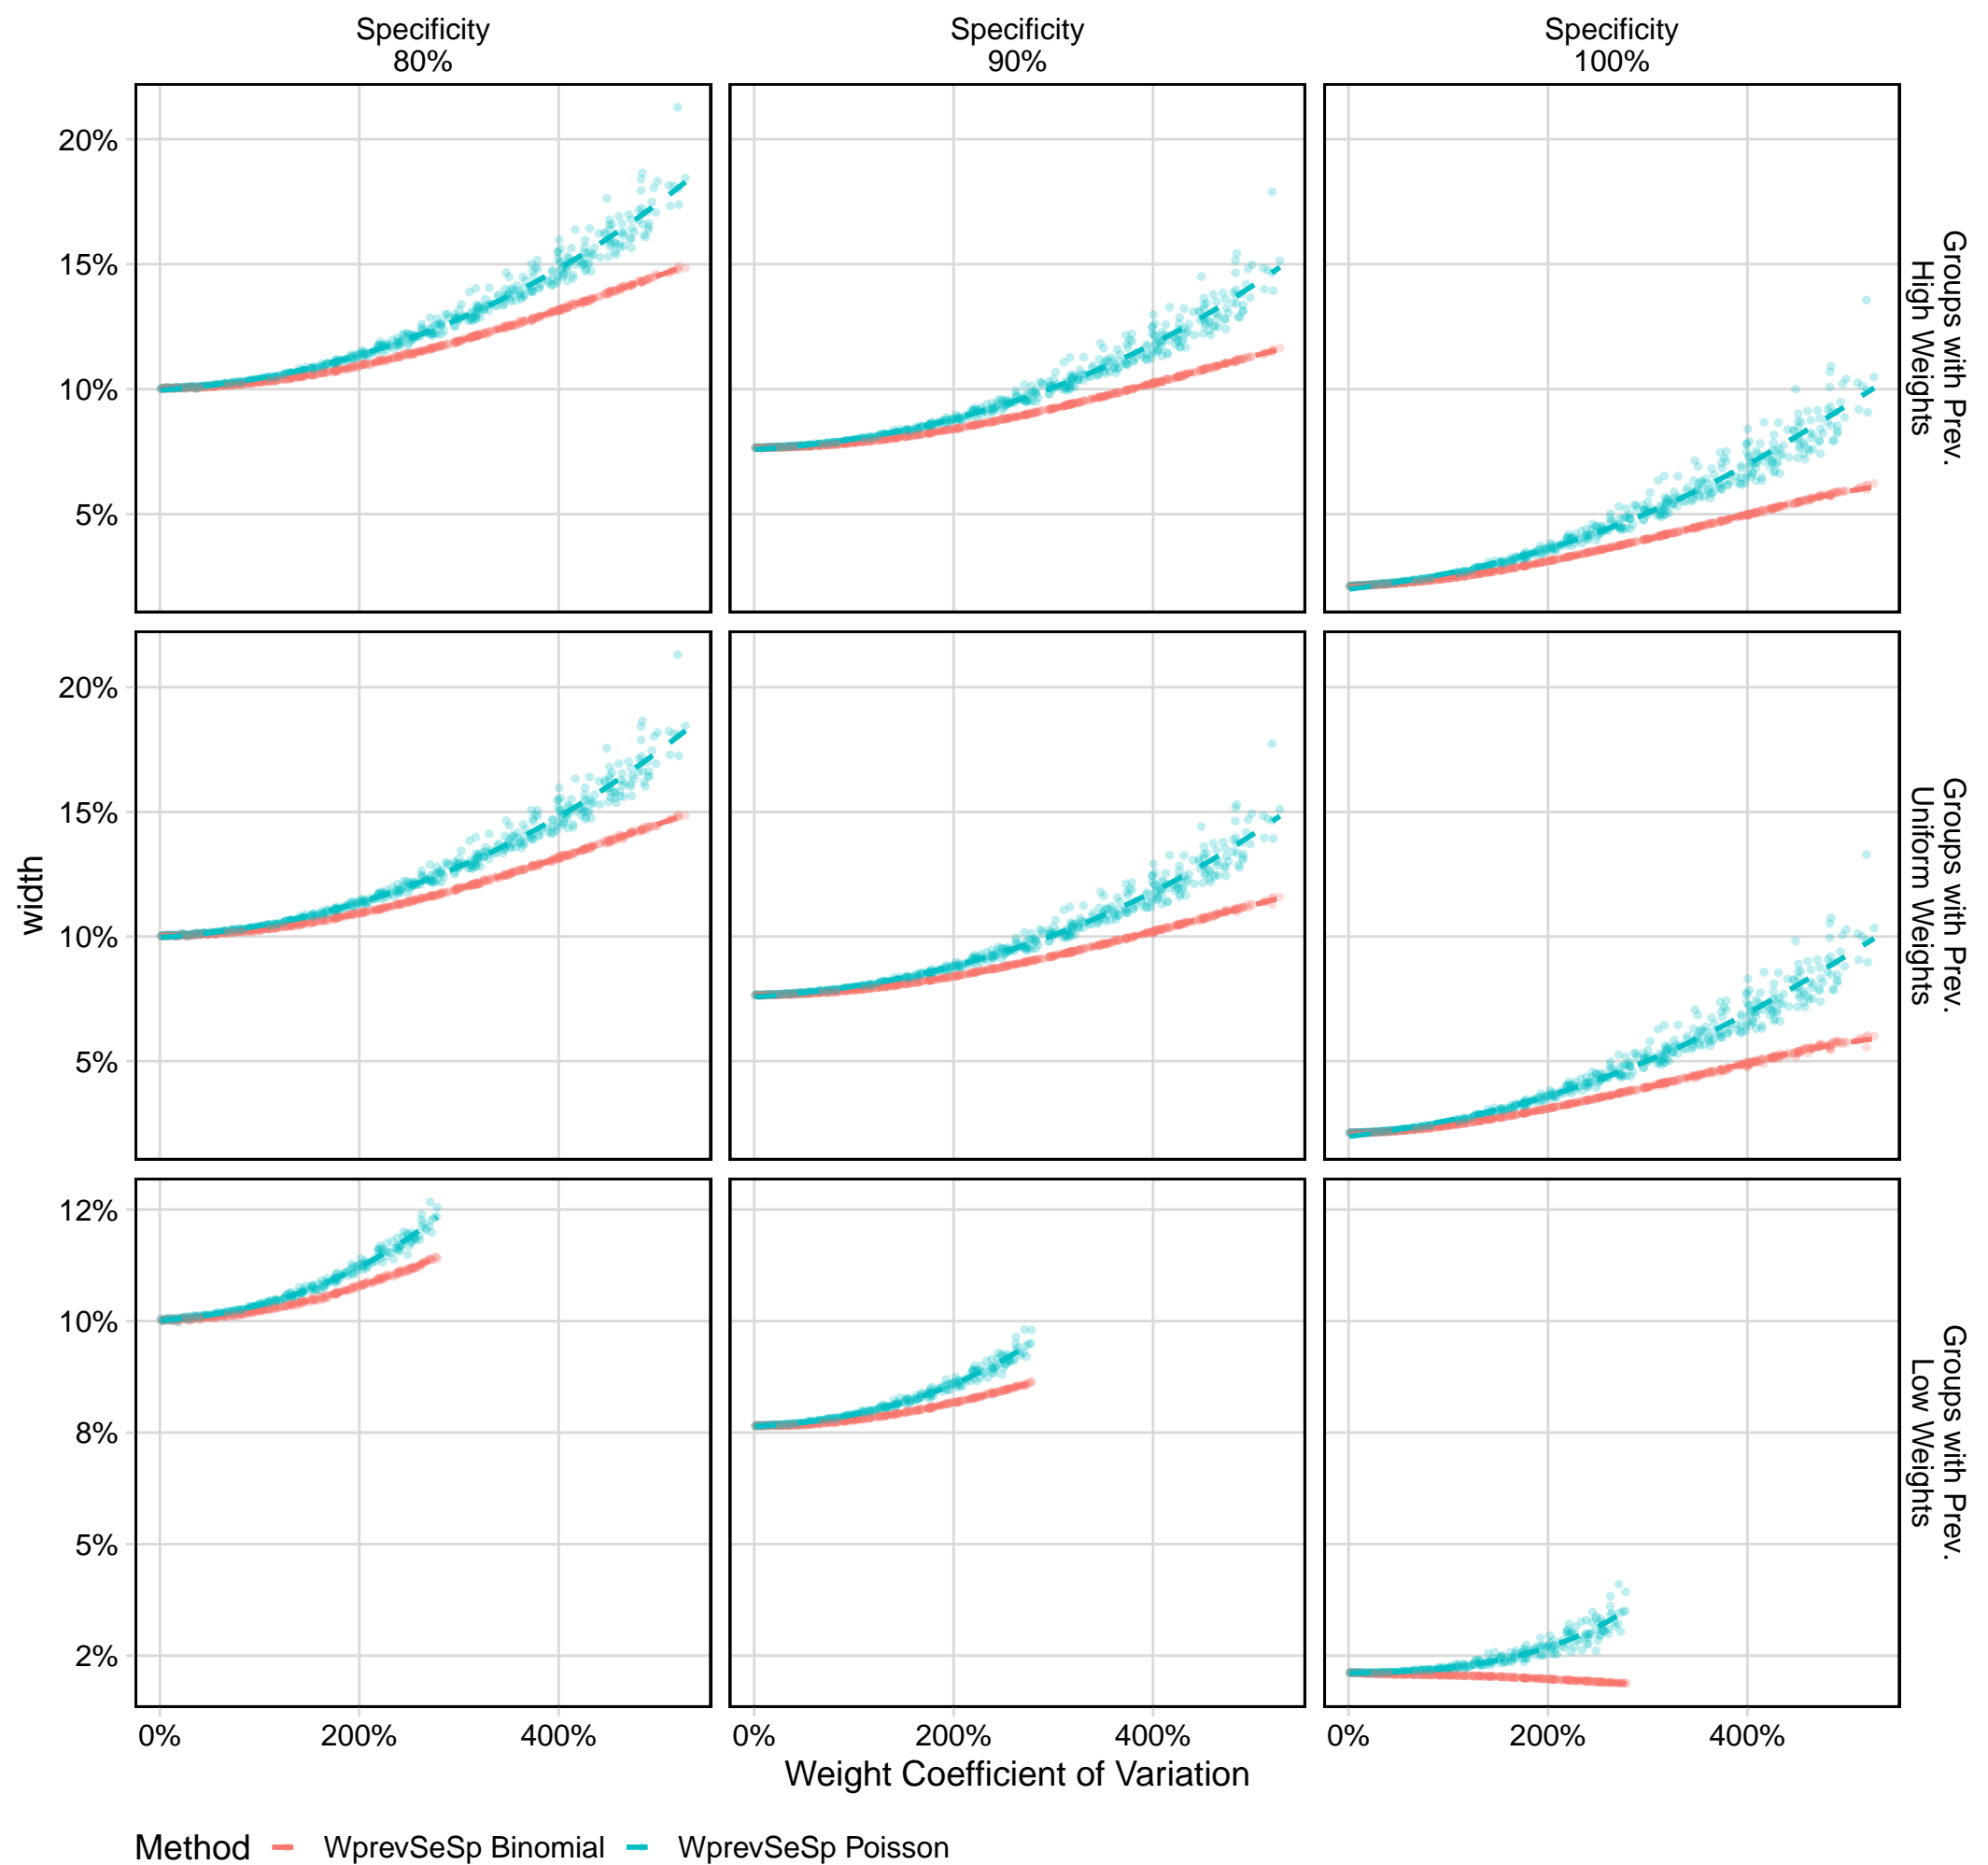 Specificity
80%
Specificity
90%
Specificity
100%
20%
15%
10%
5%
Groups with Prev.
High Weights
20%
15%
10%
5%
Groups with Prev.
Uniform Weights
width
12%
10%
8%
5%
2%
Groups with Prev.
Low Weights
0% 200% 400% 0% 200% 400% 0% 200% 400%
Weight Coefficient of Variation
Method WprevSeSp Binomial WprevSeSp Poisson